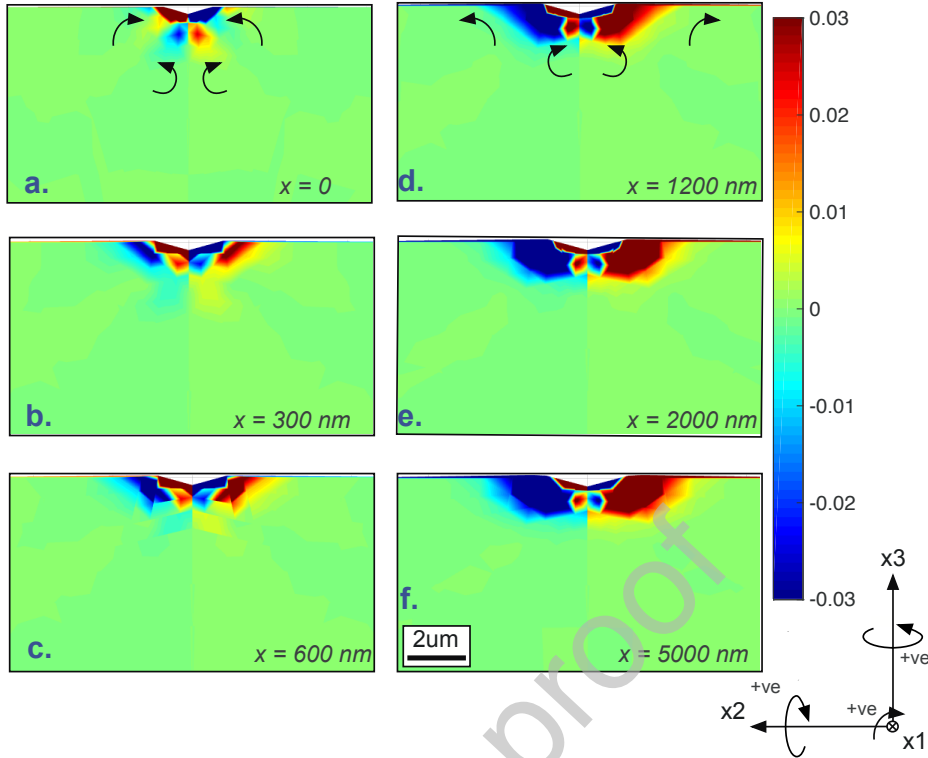 a.
x = 0
b.
x = 300 nm
c.
x = 600 nm
d.
x = 1200 nm
e.
x = 2000 nm
f.
2um
x = 5000 nm
0.03
0.03
0.01
0
-0.01
-0.02
-0.03
x3
+ve
+ve
x2
+ve
x1
proof